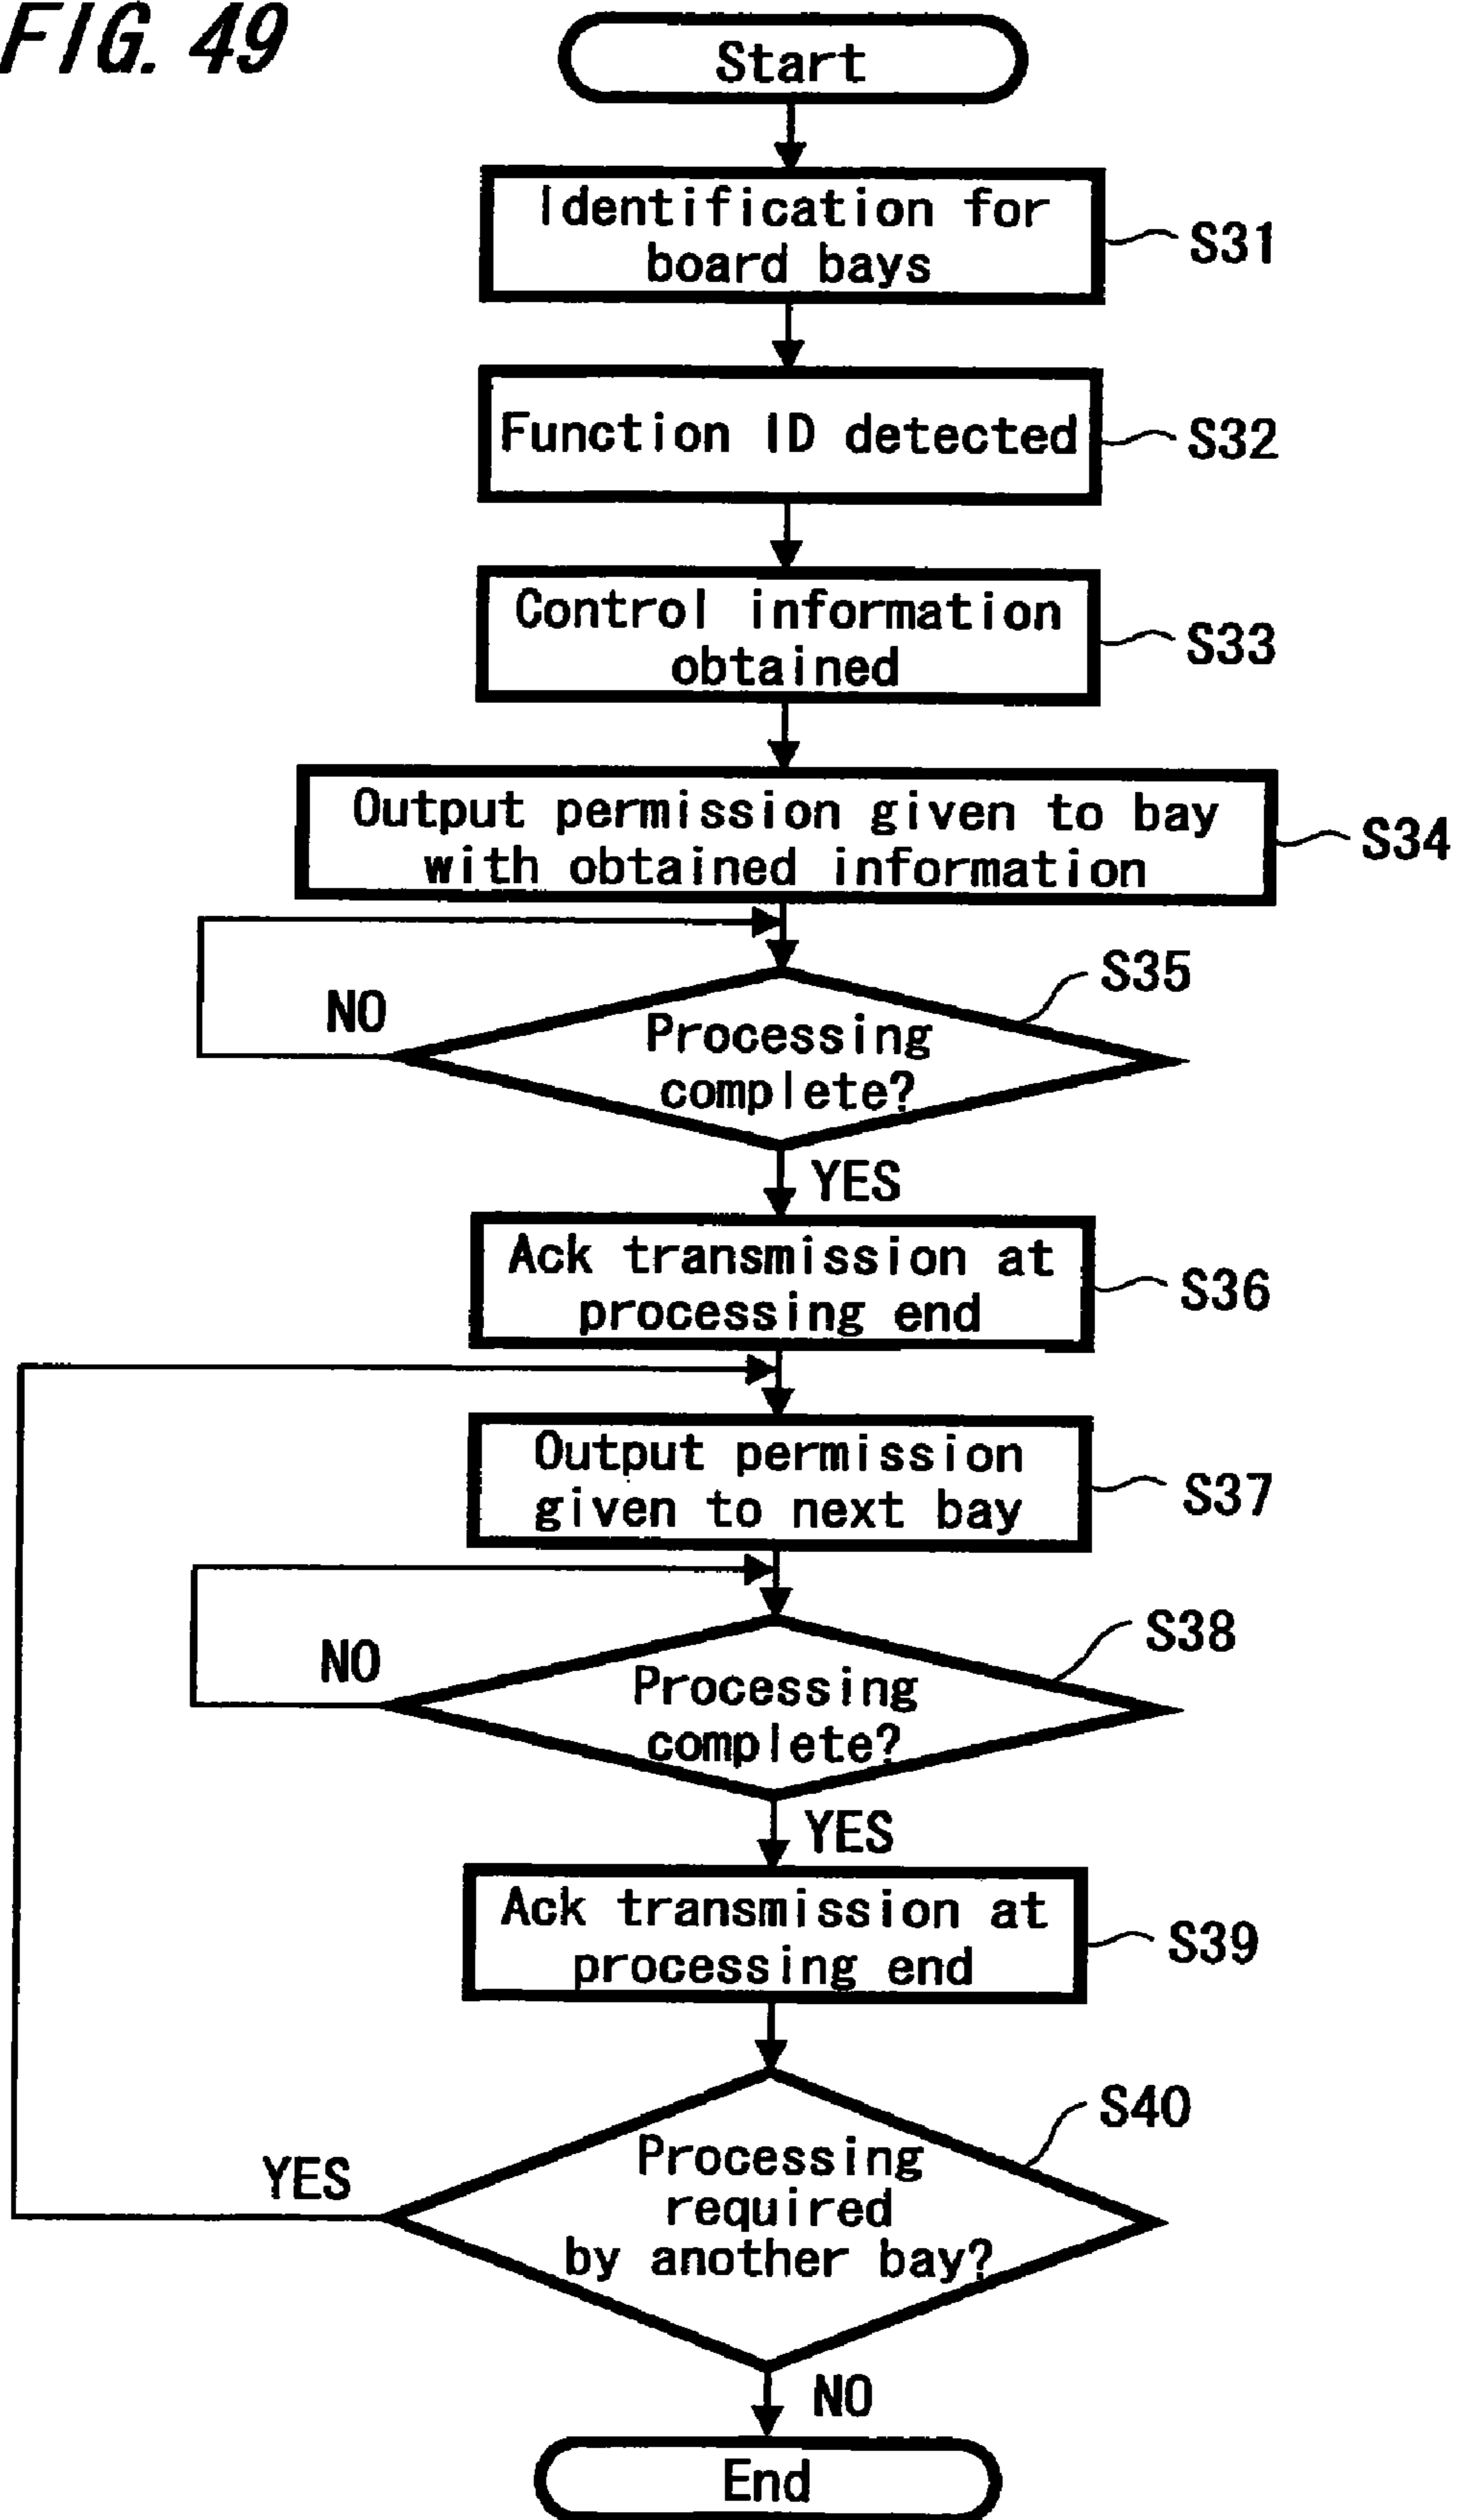 FIG. 49
Start
Identification for
board bays
S31
Function ID detected
S32
Control information
obtained
S33
Output permission given to bay
with obtained information
S34
S35
NO
Processing
complete?
YES
Ack transmission at
processing end
S36
Output permission
given to next bay
S37
S38
NO
Processing
complete?
YES
Ack transmission at
processing end
S39
S40
YES
Processing
required
by another bay?
NO
End